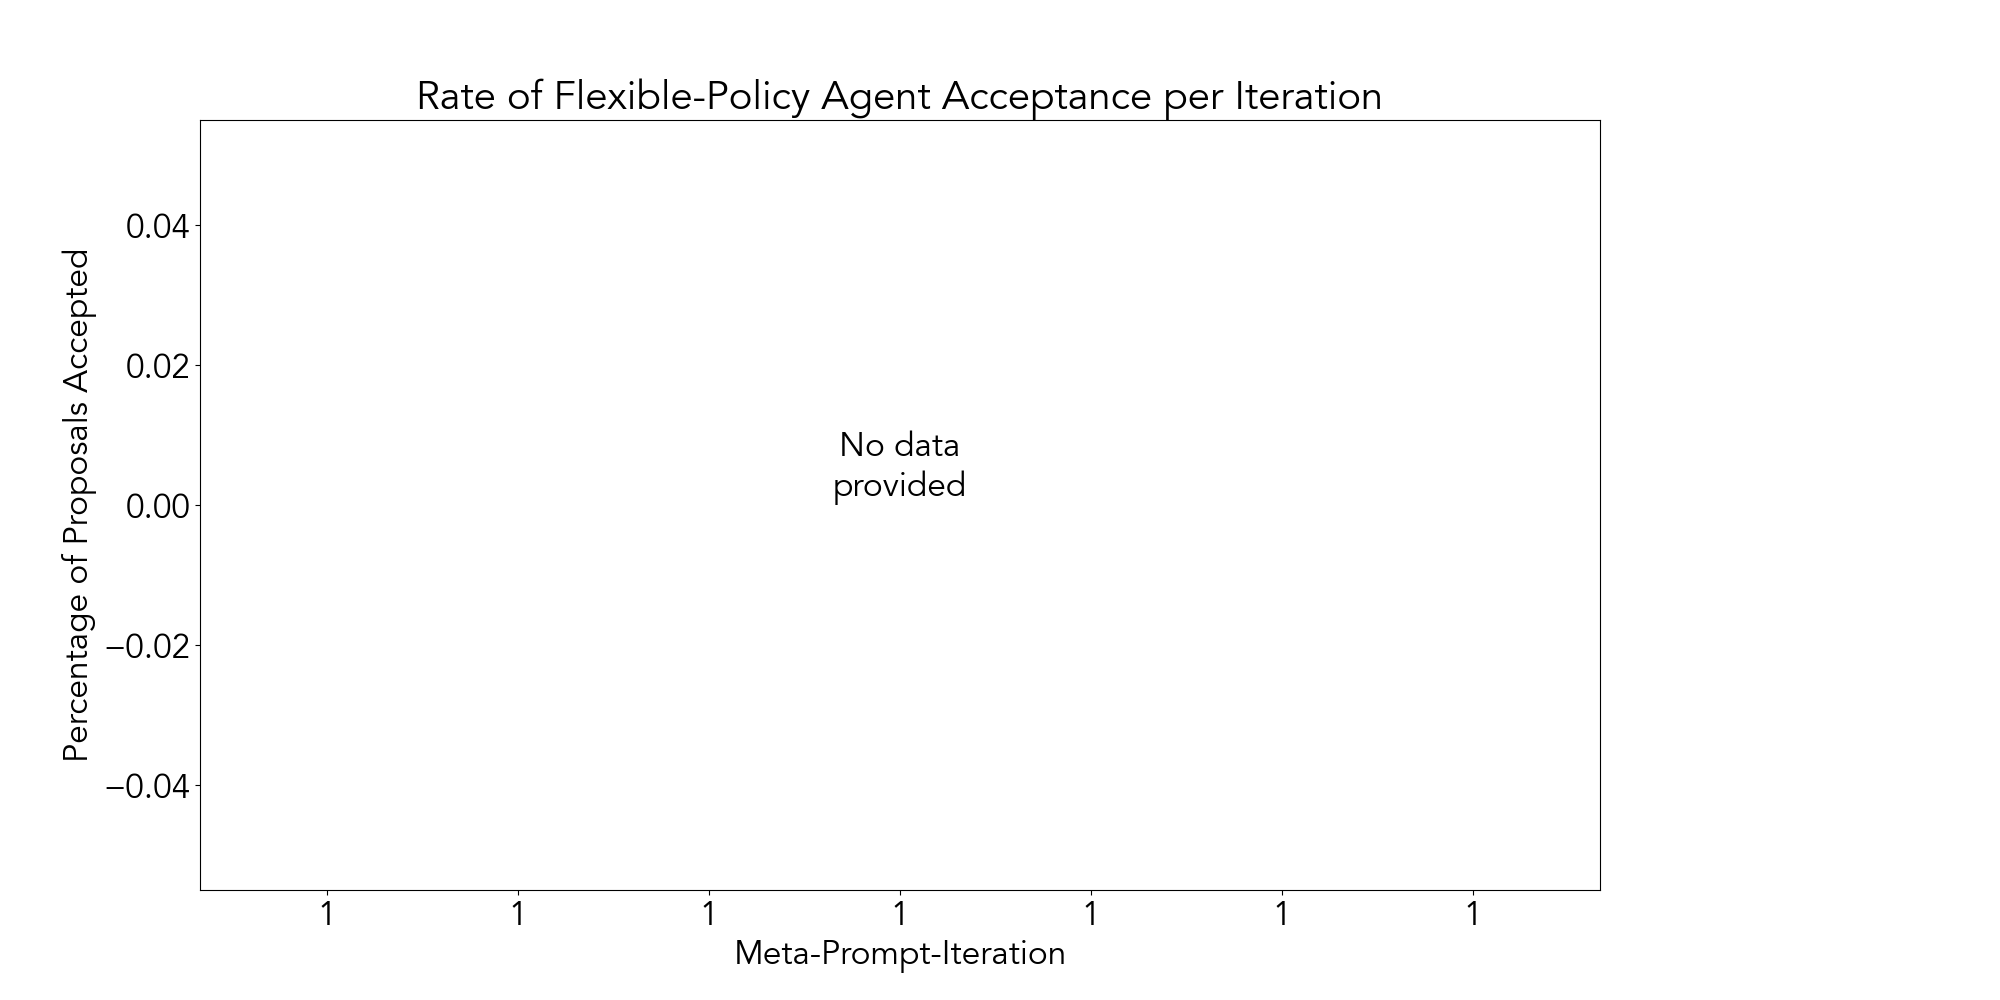 Rate of Flexible-Policy Agent Acceptance per Iteration
Percentage of Proposals Accepted
0.04
0.02
0.00
−0.02
−0.04
No data
provided
1 1 1 1 1 1 1
Meta-Prompt-Iteration